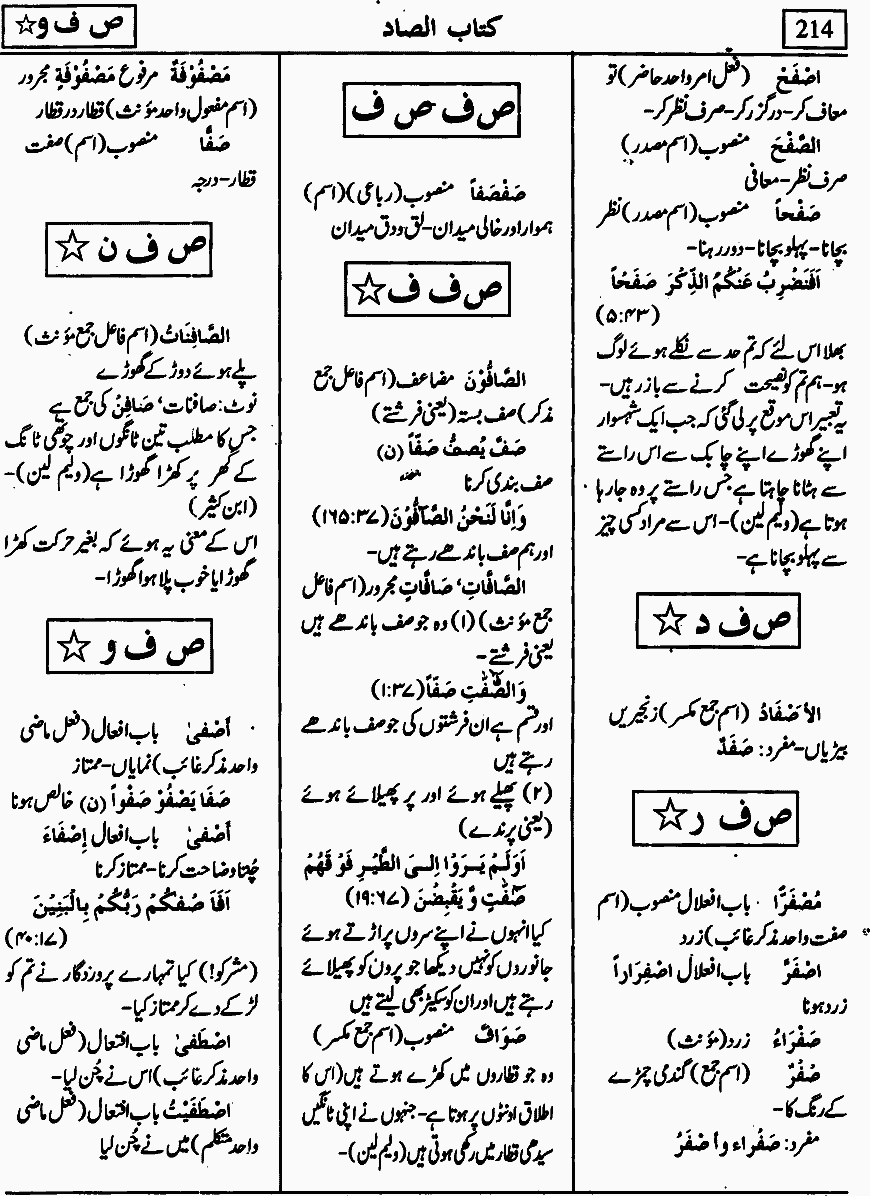 214
كتاب الصاد
ص ف و☆
اصْفَحْ (فعل امر واحد حاضر) تو
معاف کر-درگزر کر-صرف نظر کر-
الصَّفْحَ منصوب (اسم مصدر)
صرف نظر-معافی
صَفْحاً منصوب (اسم مصدر) نظر
بچانا-پہلو بچانا-دور رہنا-
اَفَنَضْرِبُ عَنْكُمُ الذِّكْرَ صَفْحًا
(۵:۴۳)
بھلا اس لئے کہ تم حد سے نکلے ہوئے لوگ
ہو-ہم تم کو نصیحت کرنے سے باز رہیں-
یہ تعبیر اس موقع پر لی گئی کہ جب ایک شہسوار
اپنے گھوڑے اپنے چابک سے اس راستے
سے ہٹانا چاہتا ہے جس راستے پر وہ جا رہا
ہوتا ہے (ولیم لین)-اس سے مراد کسی چیز
سے پہلو بچانا ہے-
ص ف د ☆
الأصْفَادُ (اسم جمع مکسر) زنجیریں
بیڑیاں-مفرد: صَفَدٌ
ص ف ر ☆
مُصْفَرًّا باب افعلال منصوب (اسم
صفت واحد مذکر غائب) زرد
اصْفَرَّ باب افعلال اصْفِرَاراً
زرد ہونا
صَفْرَاءُ زرد (مؤنث)
صُفْرٌ (اسم جمع) گندمی چمڑے
کے رنگ کا-
مفرد: صَفْراء و أصْفَرُ
ص ف ص ف
صَفْصَفاً منصوب (رباعی) (اسم)
ہموار اور خالی میدان-لق و دق میدان
ص ف ف ☆
الصَّافُّوْنَ مضاعف (اسم فاعل جمع
مذکر) صف بستہ (یعنی فرشتے)
صَفَّ يَصُفُّ صَفّاً (ن)
صف بندی کرنا
وَاِنَّا لَنَحْنُ الصَّآفُّوْنَ (۱۶۵:۳۷)
اور ہم صف باندھے رہتے ہیں-
الصَّافَّاتِ، صَافَّاتٍ مجرور (اسم فاعل
جمع مؤنث) (۱) وہ جو صف باندھے ہیں
یعنی فرشتے-
وَالصّٰٓفّٰتِ صَفّاً (۱:۳۷)
اور قسم ہے ان فرشتوں کی جو صف باندھے
رہتے ہیں
(۲) پھیلے ہوئے اور پر پھیلائے ہوئے
(یعنی پرندے)
اَوَلَمْ يَرَوْا اِلَى الطَّيْرِ فَوْقَهُمْ
صٰٓفّٰتٍ وَّ يَقْبِضْنَ (۱۹:۶۷)
کیا انہوں نے اپنے سروں پر اڑتے ہوئے
جانوروں کو نہیں دیکھا جو پروں کو پھیلائے
رہتے ہیں اور ان کو سکیڑ بھی لیتے ہیں
صَوَافَّ منصوب (اسم جمع مکسر)
وہ جو قطاروں میں کھڑے ہوتے ہیں (اس کا
اطلاق اونٹوں پر ہوتا ہے-جنہوں نے اپنی ٹانگیں
سیدھی قطار میں رکھی ہوتی ہیں (ولیم لین)-
مَصْفُوْفَةٌ مرفوع مَصْفُوْفَةٍ مجرور
(اسم مفعول واحد مؤنث) قطار در قطار
صَفًّا منصوب (اسم) صفت
قطار-درجہ
ص ف ن ☆
الصَّافِنَاتُ (اسم فاعل جمع مؤنث)
پلے ہوئے دوڑ کے گھوڑے
نوٹ: صافنات، صَافِنٌ کی جمع ہے
جس کا مطلب تین ٹانگوں اور چوتھی ٹانگ
کے کھر پر کھڑا گھوڑا ہے (ولیم لین)-
(ابن کثیر)
اس کے معنی یہ ہوئے کہ بغیر حرکت کھڑا
گھوڑا یا خوب پلا ہوا گھوڑا-
ص ف و ☆
أصْفیٰ باب افعال (فعل ماضی
واحد مذکر غائب) نمایاں-ممتاز
صَفَا يَصْفُوْ صَفْواً (ن) خالص ہونا
أصْفیٰ باب افعال إصْفَاءَ
چُننا وضاحت کرنا-ممتاز کرنا
اَفَاَ صْفٰكُمْ رَبُّكُمْ بِالْبَنِيْنَ
(۴۰:۱۷)
(مشرکو!) کیا تمہارے پروردگار نے تم کو
لڑکے دے کر ممتاز کیا-
اصْطَفیٰ باب افتعال (فعل ماضی
واحد مذکر غائب) اس نے چُن لیا-
اصْطَفَيْتُ باب افتعال (فعل ماضی
واحد متکلم) میں نے چُن لیا